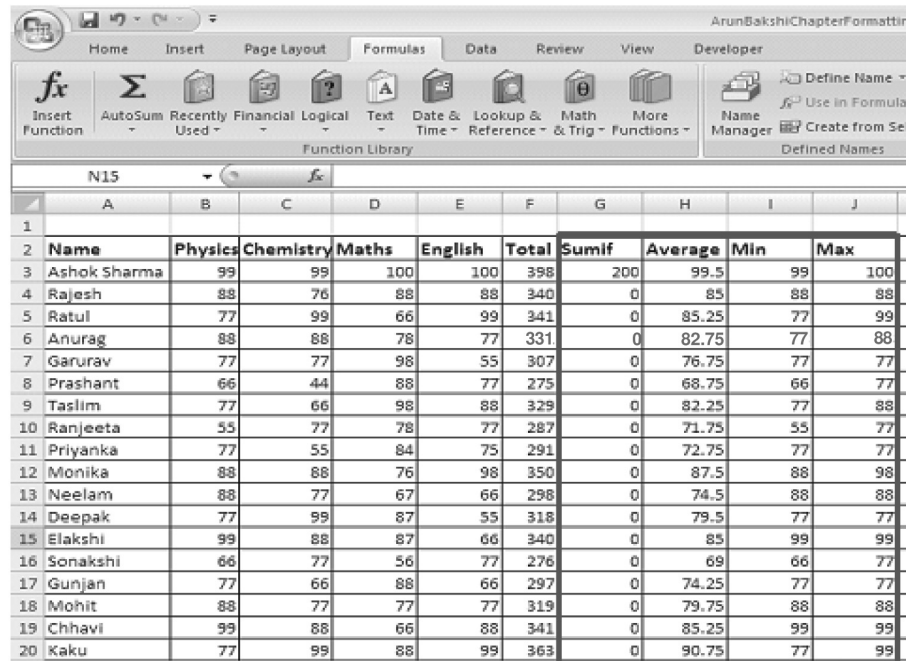 ArunBakshiChapterFormattin
Home Insert Page Layout Formulas Data Review View Developer
fx Σ ? A θ
Insert Function AutoSum Recently Used Financial Logical Text Date & Time Lookup & Reference Math & Trig More Functions
Function Library
Name Manager
Define Name
Use in Formula
Create from Se
Defined Names
N15 fx
A B C D E F G H I J
1
2 Name Physics Chemistry Maths English Total Sumif Average Min Max
3 Ashok Sharma 99 99 100 100 398 200 99.5 99 100
4 Rajesh 88 76 88 88 340 0 85 88 88
5 Ratul 77 99 66 99 341 0 85.25 77 99
6 Anurag 88 88 78 77 331 0 82.75 77 88
7 Garurav 77 77 98 55 307 0 76.75 77 77
8 Prashant 66 44 88 77 275 0 68.75 66 77
9 Taslim 77 66 98 88 329 0 82.25 77 88
10 Ranjeeta 55 77 78 77 287 0 71.75 55 77
11 Priyanka 77 55 84 75 291 0 72.75 77 77
12 Monika 88 88 76 98 350 0 87.5 88 98
13 Neelam 88 77 67 66 298 0 74.5 88 88
14 Deepak 77 99 87 55 318 0 79.5 77 77
15 Elakshi 99 88 87 66 340 0 85 99 99
16 Sonakshi 66 77 56 77 276 0 69 66 77
17 Gunjan 77 66 88 66 297 0 74.25 77 77
18 Mohit 88 77 77 77 319 0 79.75 88 88
19 Chhavi 99 88 66 88 341 0 85.25 99 99
20 Kaku 77 99 88 99 363 0 90.75 77 99